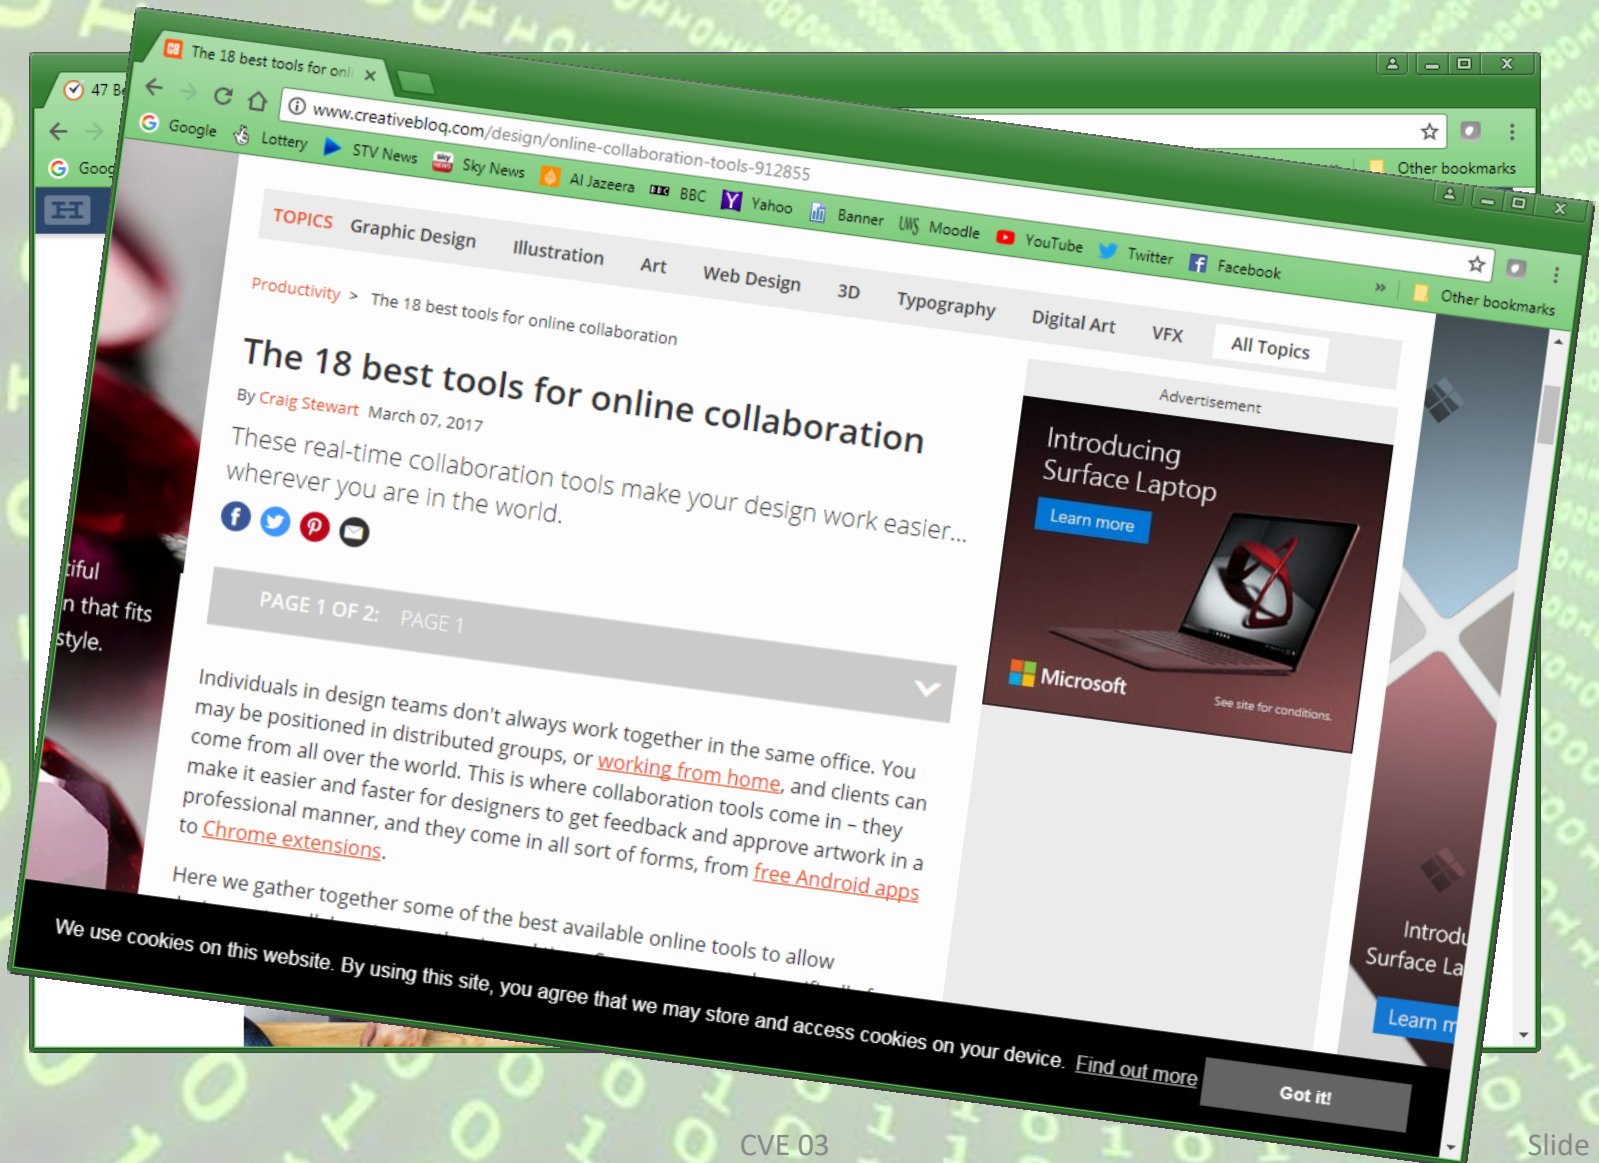 47 B
Goog
Other bookmarks
The 18 best tools for onli
www.creativebloq.com/design/online-collaboration-tools-912855
Google Lottery STV News Sky News Al Jazeera BBC Yahoo Banner Moodle YouTube Twitter Facebook » Other bookmarks
TOPICS Graphic Design Illustration Art Web Design 3D Typography Digital Art VFX All Topics
Productivity > The 18 best tools for online collaboration
The 18 best tools for online collaboration
By Craig Stewart March 07, 2017
These real-time collaboration tools make your design work easier...
wherever you are in the world.
PAGE 1 OF 2: PAGE 1
Individuals in design teams don't always work together in the same office. You
may be positioned in distributed groups, or working from home, and clients can
come from all over the world. This is where collaboration tools come in – they
make it easier and faster for designers to get feedback and approve artwork in a
professional manner, and they come in all sort of forms, from free Android apps
to Chrome extensions.
Here we gather together some of the best available online tools to allow
Advertisement
Introducing
Surface Laptop
Learn more
Microsoft
See site for conditions.
tiful
n that fits
style.
Introdu
Surface La
Learn m
We use cookies on this website. By using this site, you agree that we may store and access cookies on your device. Find out more
Got it!
CVE 03
Slide